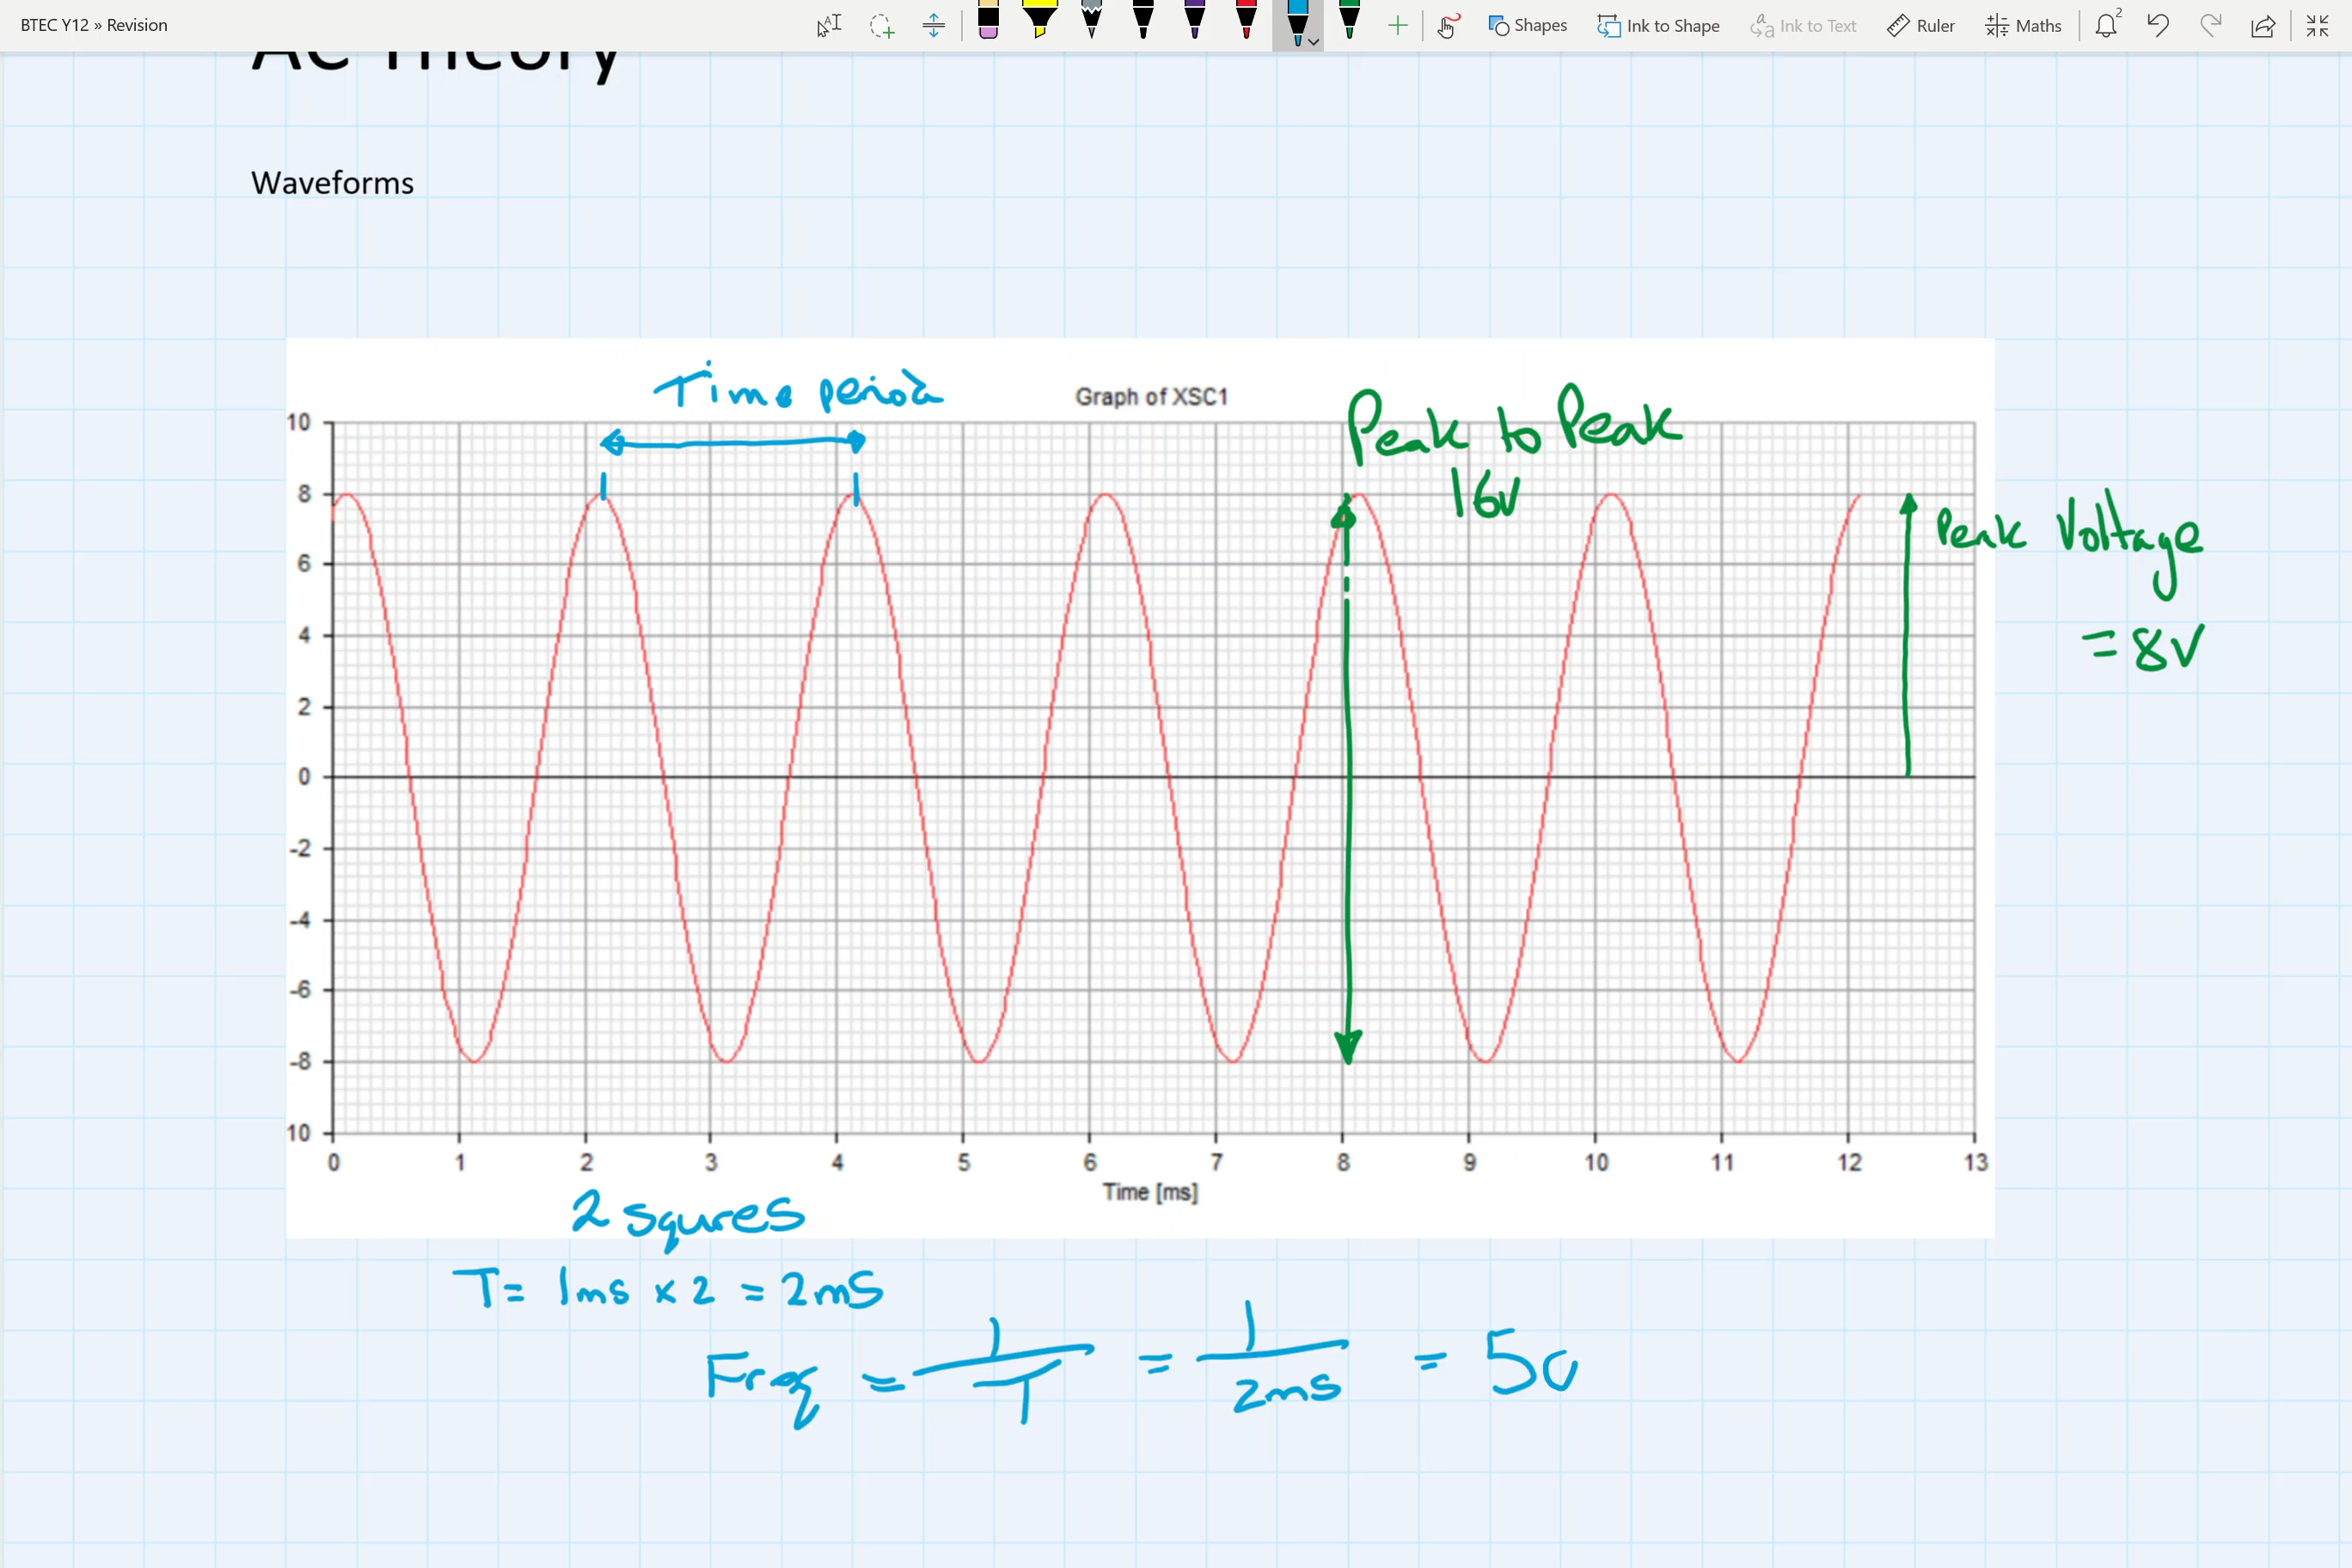 BTEC Y12 » Revision
Shapes
Ink to Shape
Ink to Text
Ruler
Maths
2
AC Theory
Waveforms
Time period
Graph of XSC1
Peak to Peak
16v
Peak Voltage
= 8V
10
8
6
4
2
0
-2
-4
-6
-8
10
0 1 2 3 4 5 6 7 8 9 10 11 12 13
Time [ms]
2 squres
T= 1ms x 2 = 2mS
Freq = 1/T = 1/2ms = 50